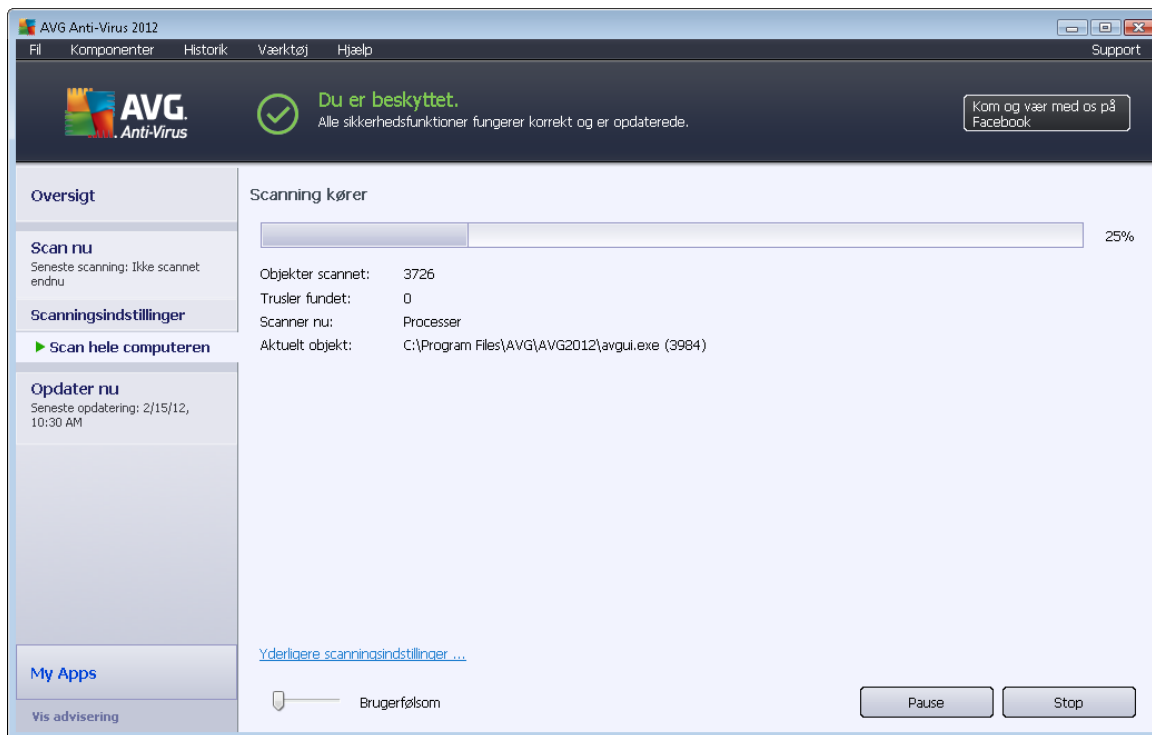 AVG Anti-Virus 2012
Fil Komponenter Historik Værktøj Hjælp Support
AVG.
Anti-Virus
Du er beskyttet.
Alle sikkerhedsfunktioner fungerer korrekt og er opdaterede.
Kom og vær med os på
Facebook
Oversigt
Scan nu
Seneste scanning: Ikke scannet
endnu
Scanningsindstillinger
Scan hele computeren
Opdater nu
Seneste opdatering: 2/15/12,
10:30 AM
My Apps
Vis advisering
Scanning kører
25%
Objekter scannet: 3726
Trusler fundet: 0
Scanner nu: Processer
Aktuelt objekt: C:\Program Files\AVG\AVG2012\avgui.exe (3984)
Yderligere scanningsindstillinger ...
Brugerfølsom
Pause
Stop